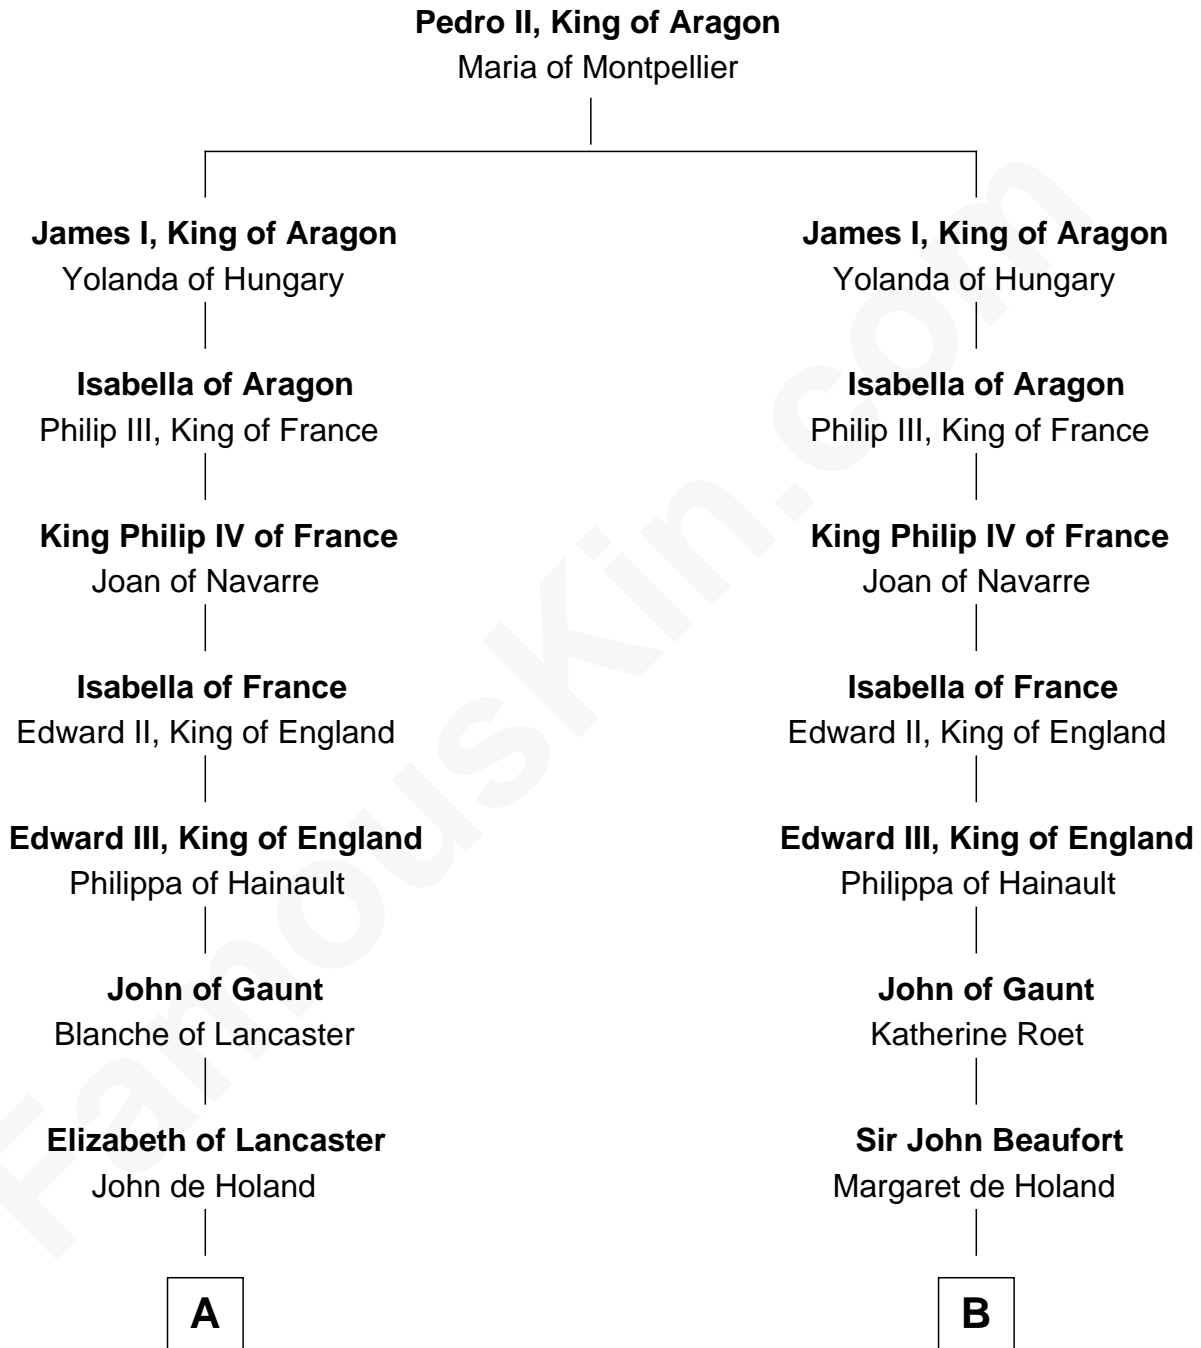 Pedro II, King of Aragon
Maria of Montpellier
James I, King of Aragon
Yolanda of Hungary
James I, King of Aragon
Yolanda of Hungary
Isabella of Aragon
Philip III, King of France
Isabella of Aragon
Philip III, King of France
King Philip IV of France
Joan of Navarre
King Philip IV of France
Joan of Navarre
Isabella of France
Edward II, King of England
Isabella of France
Edward II, King of England
Edward III, King of England
Philippa of Hainault
Edward III, King of England
Philippa of Hainault
John of Gaunt
Blanche of Lancaster
John of Gaunt
Katherine Roet
Elizabeth of Lancaster
John de Holand
Sir John Beaufort
Margaret de Holand
A
B
FamousKin.com